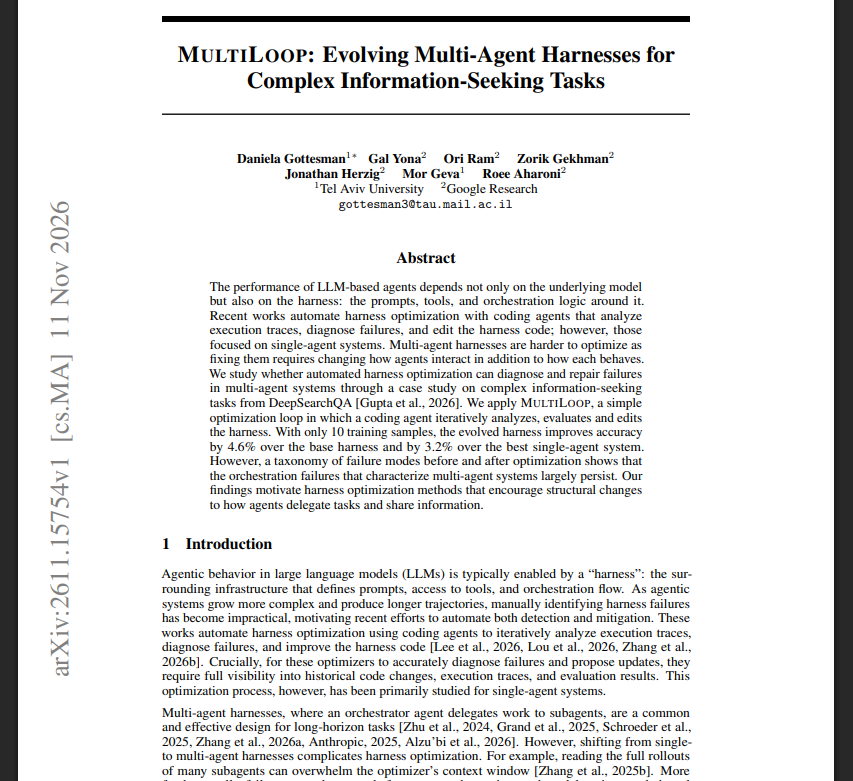 MULTILOOP: Evolving Multi-Agent Harnesses for
Complex Information-Seeking Tasks
Daniela Gottesman1* Gal Yona2 Ori Ram2 Zorik Gekhman2
Jonathan Herzig2 Mor Geva1 Roee Aharoni2
1Tel Aviv University 2Google Research
gottesman3@tau.mail.ac.il
arXiv:2611.15754v1 [cs.MA] 11 Nov 2026
Abstract
The performance of LLM-based agents depends not only on the underlying model
but also on the harness: the prompts, tools, and orchestration logic around it.
Recent works automate harness optimization with coding agents that analyze
execution traces, diagnose failures, and edit the harness code; however, those
focused on single-agent systems. Multi-agent harnesses are harder to optimize as
fixing them requires changing how agents interact in addition to how each behaves.
We study whether automated harness optimization can diagnose and repair failures
in multi-agent systems through a case study on complex information-seeking
tasks from DeepSearchQA [Gupta et al., 2026]. We apply MULTILOOP, a simple
optimization loop in which a coding agent iteratively analyzes, evaluates and edits
the harness. With only 10 training samples, the evolved harness improves accuracy
by 4.6% over the base harness and by 3.2% over the best single-agent system.
However, a taxonomy of failure modes before and after optimization shows that
the orchestration failures that characterize multi-agent systems largely persist. Our
findings motivate harness optimization methods that encourage structural changes
to how agents delegate tasks and share information.
1 Introduction
Agentic behavior in large language models (LLMs) is typically enabled by a “harness”: the sur-
rounding infrastructure that defines prompts, access to tools, and orchestration flow. As agentic
systems grow more complex and produce longer trajectories, manually identifying harness failures
has become impractical, motivating recent efforts to automate both detection and mitigation. These
works automate harness optimization using coding agents to iteratively analyze execution traces,
diagnose failures, and improve the harness code [Lee et al., 2026, Lou et al., 2026, Zhang et al.,
2026b]. Crucially, for these optimizers to accurately diagnose failures and propose updates, they
require full visibility into historical code changes, execution traces, and evaluation results. This
optimization process, however, has been primarily studied for single-agent systems.
Multi-agent harnesses, where an orchestrator agent delegates work to subagents, are a common
and effective design for long-horizon tasks [Zhu et al., 2024, Grand et al., 2025, Schroeder et al.,
2025, Zhang et al., 2026a, Anthropic, 2025, Alzu’bi et al., 2026]. However, shifting from single-
to multi-agent harnesses complicates harness optimization. For example, reading the full rollouts
of many subagents can overwhelm the optimizer’s context window [Zhang et al., 2025b]. More